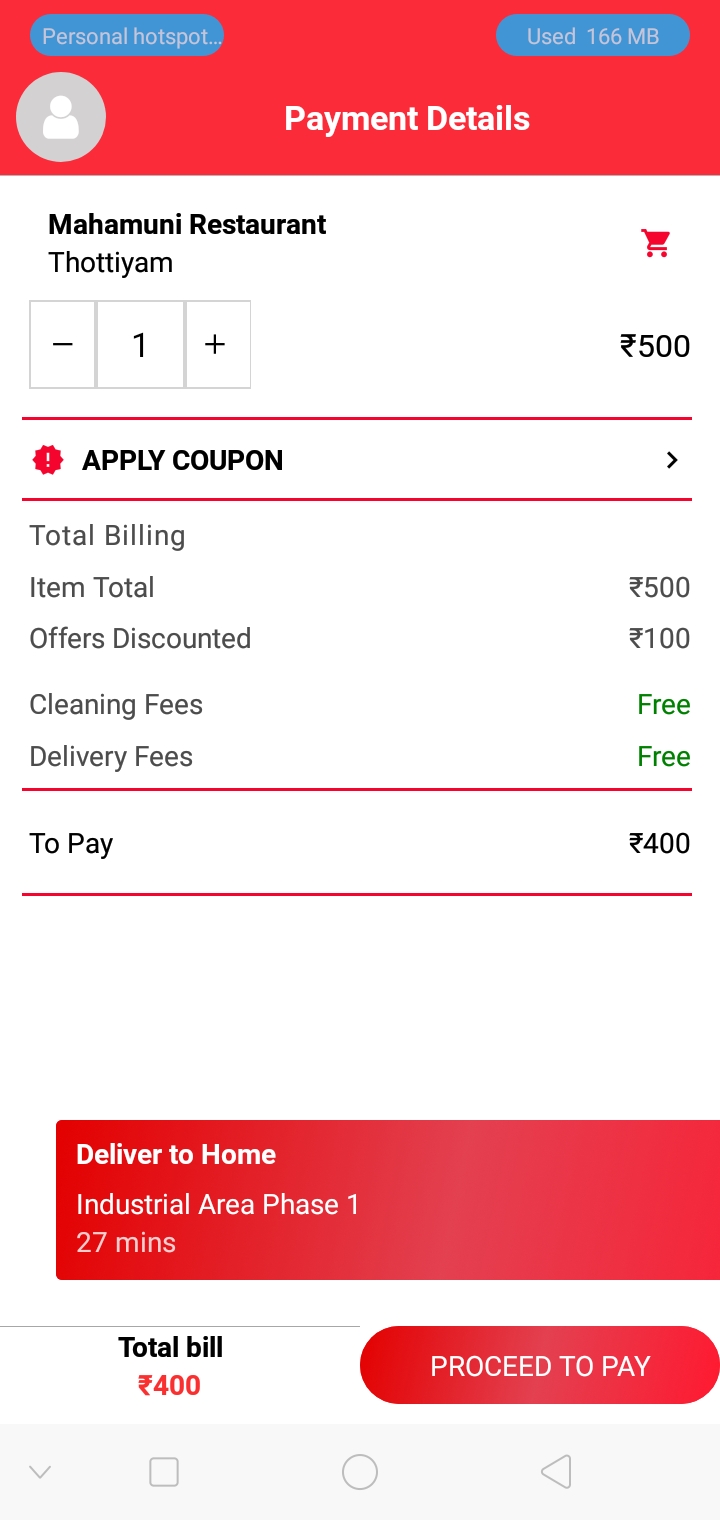 Personal hotspot... Used 166 MB
Payment Details
Mahamuni Restaurant
Thottiyam
− 1 + ₹500
APPLY COUPON
Total Billing
Item Total ₹500
Offers Discounted ₹100
Cleaning Fees Free
Delivery Fees Free
To Pay ₹400
Deliver to Home
Industrial Area Phase 1
27 mins
Total bill
₹400
PROCEED TO PAY